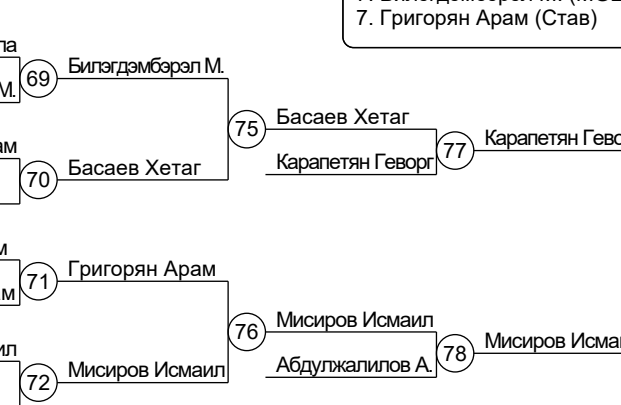 7. Григорян Арам (Став)
69
Билэгдэмбэрэл М.
М.
75
Басаев Хетаг
Карапетян Геворг
77
70
Басаев Хетаг
71
Григорян Арам
76
Мисиров Исмаил
Абдулжалилов А.
78
Мисиров
72
Мисиров Исмаил